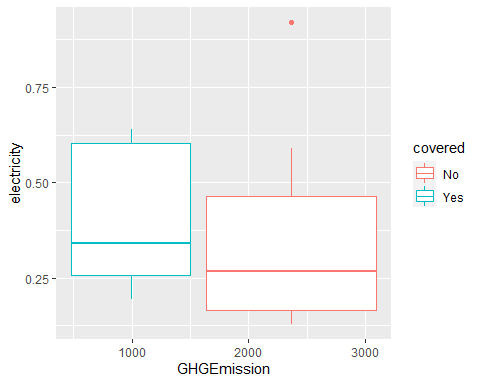 electricity
0.75
0.50
0.25
1000 2000 3000
GHGEmission
covered
No
Yes